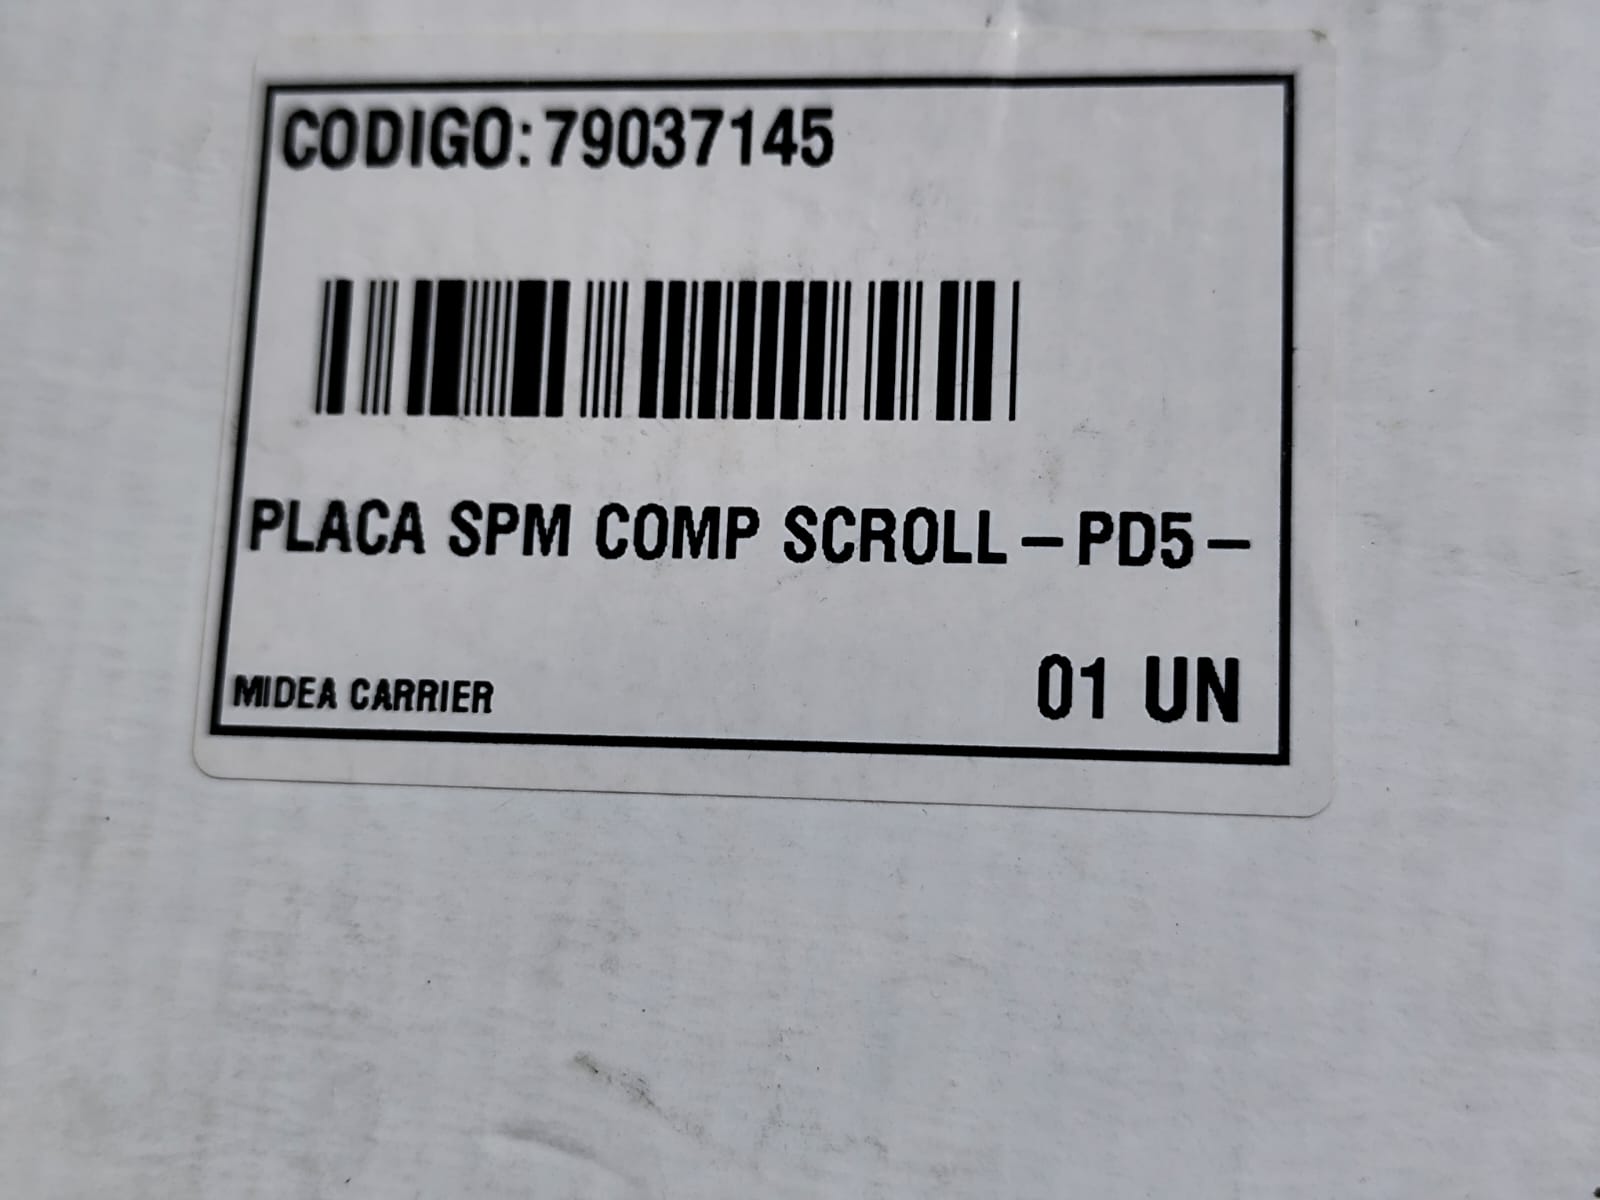 CODIGO:79037145
PLACA SPM COMP SCROLL-PD5-
MIDEA CARRIER
01 UN